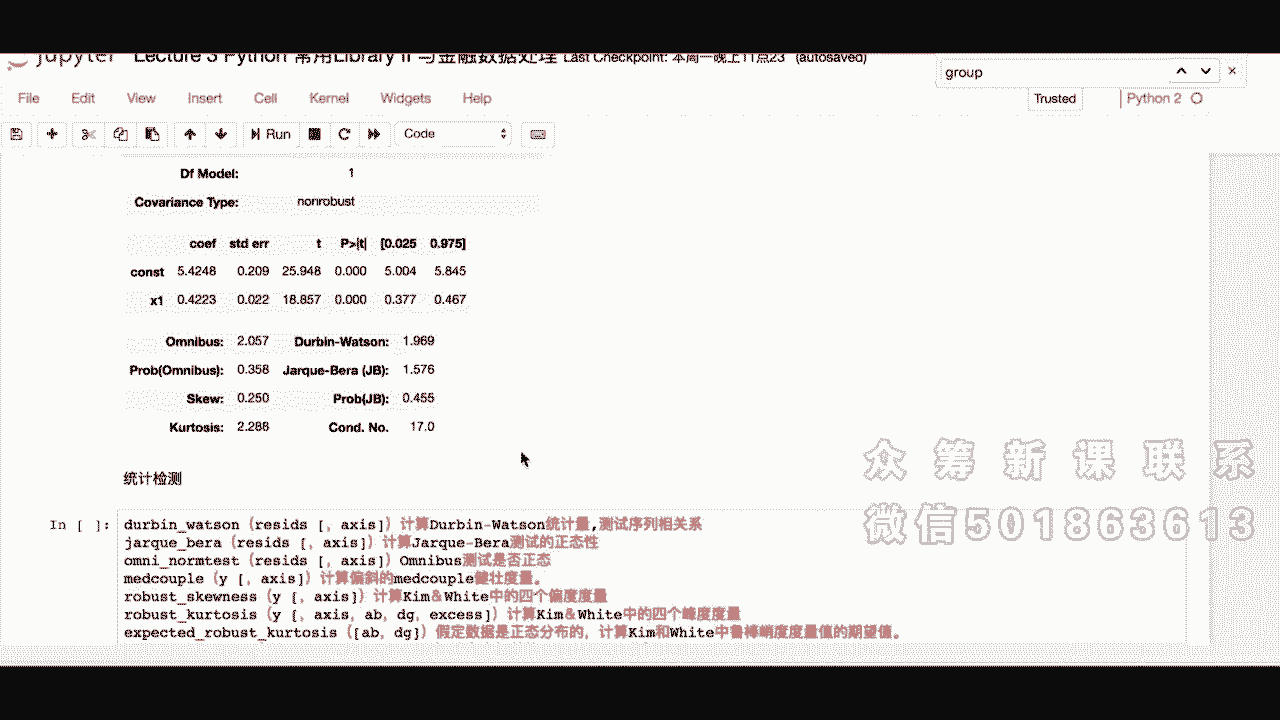 jupyter Lecture 3 Python 常用Library II 与金融数据处理 Last Checkpoint: 本周一晚上11点23 (autosaved)
group
File Edit View Insert Cell Kernel Widgets Help
Trusted Python 2
Run Code
Df Model: 1
Covariance Type: nonrobust
coef std err t P>|t| [0.025 0.975]
const 5.4248 0.209 25.948 0.000 5.004 5.845
x1 0.4223 0.022 18.857 0.000 0.377 0.467
Omnibus: 2.057 Durbin-Watson: 1.969
Prob(Omnibus): 0.358 Jarque-Bera (JB): 1.576
Skew: 0.250 Prob(JB): 0.455
Kurtosis: 2.286 Cond. No. 17.0
统计检测
In [ ]:
durbin_watson（resids [，axis]）计算Durbin-Watson统计量,测试序列相关系
jarque_bera（resids [，axis]）计算Jarque-Bera测试的正态性
omni_normtest（resids [，axis]）Omnibus测试是否正态
medcouple（y [，axis]）计算偏斜的medcouple健壮度量。
robust_skewness（y [，axis]）计算Kim＆White中的四个偏度度量
robust_kurtosis（y [，axis，ab，dg，excess]）计算Kim＆White中的四个峰度度量
expected_robust_kurtosis（[ab，dg]）假定数据是正态分布的，计算Kim和White中鲁棒峭度度量值的期望值。
众筹新课联系
微信501863613